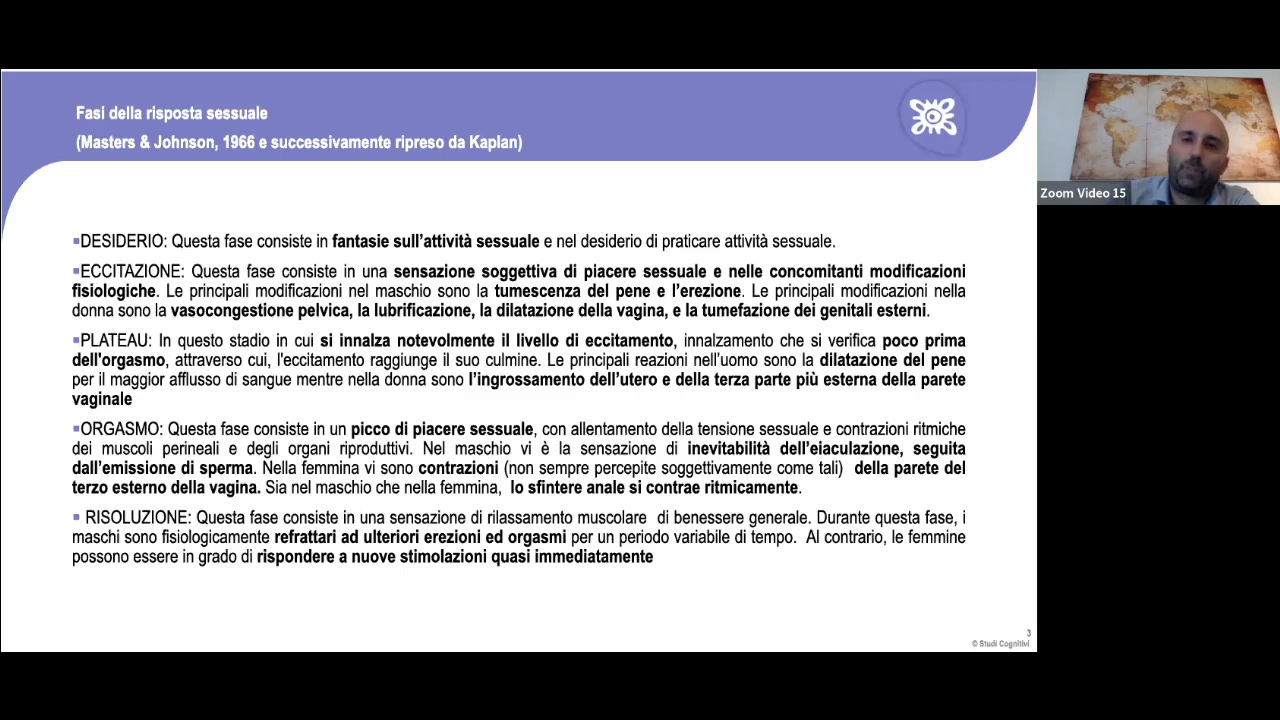 Fasi della risposta sessuale
(Masters & Johnson, 1966 e successivamente ripreso da Kaplan)
Zoom Video 15
▪DESIDERIO: Questa fase consiste in fantasie sull'attività sessuale e nel desiderio di praticare attività sessuale.
▪ECCITAZIONE: Questa fase consiste in una sensazione soggettiva di piacere sessuale e nelle concomitanti modificazioni
fisiologiche. Le principali modificazioni nel maschio sono la tumescenza del pene e l'erezione. Le principali modificazioni nella
donna sono la vasocongestione pelvica, la lubrificazione, la dilatazione della vagina, e la tumefazione dei genitali esterni.
▪PLATEAU: In questo stadio in cui si innalza notevolmente il livello di eccitamento, innalzamento che si verifica poco prima
dell'orgasmo, attraverso cui, l'eccitamento raggiunge il suo culmine. Le principali reazioni nell'uomo sono la dilatazione del pene
per il maggior afflusso di sangue mentre nella donna sono l'ingrossamento dell'utero e della terza parte più esterna della parete
vaginale
▪ORGASMO: Questa fase consiste in un picco di piacere sessuale, con allentamento della tensione sessuale e contrazioni ritmiche
dei muscoli perineali e degli organi riproduttivi. Nel maschio vi è la sensazione di inevitabilità dell'eiaculazione, seguita
dall'emissione di sperma. Nella femmina vi sono contrazioni (non sempre percepite soggettivamente come tali) della parete del
terzo esterno della vagina. Sia nel maschio che nella femmina, lo sfintere anale si contrae ritmicamente.
▪ RISOLUZIONE: Questa fase consiste in una sensazione di rilassamento muscolare di benessere generale. Durante questa fase, i
maschi sono fisiologicamente refrattari ad ulteriori erezioni ed orgasmi per un periodo variabile di tempo. Al contrario, le femmine
possono essere in grado di rispondere a nuove stimolazioni quasi immediatamente
3
© Studi Cognitivi